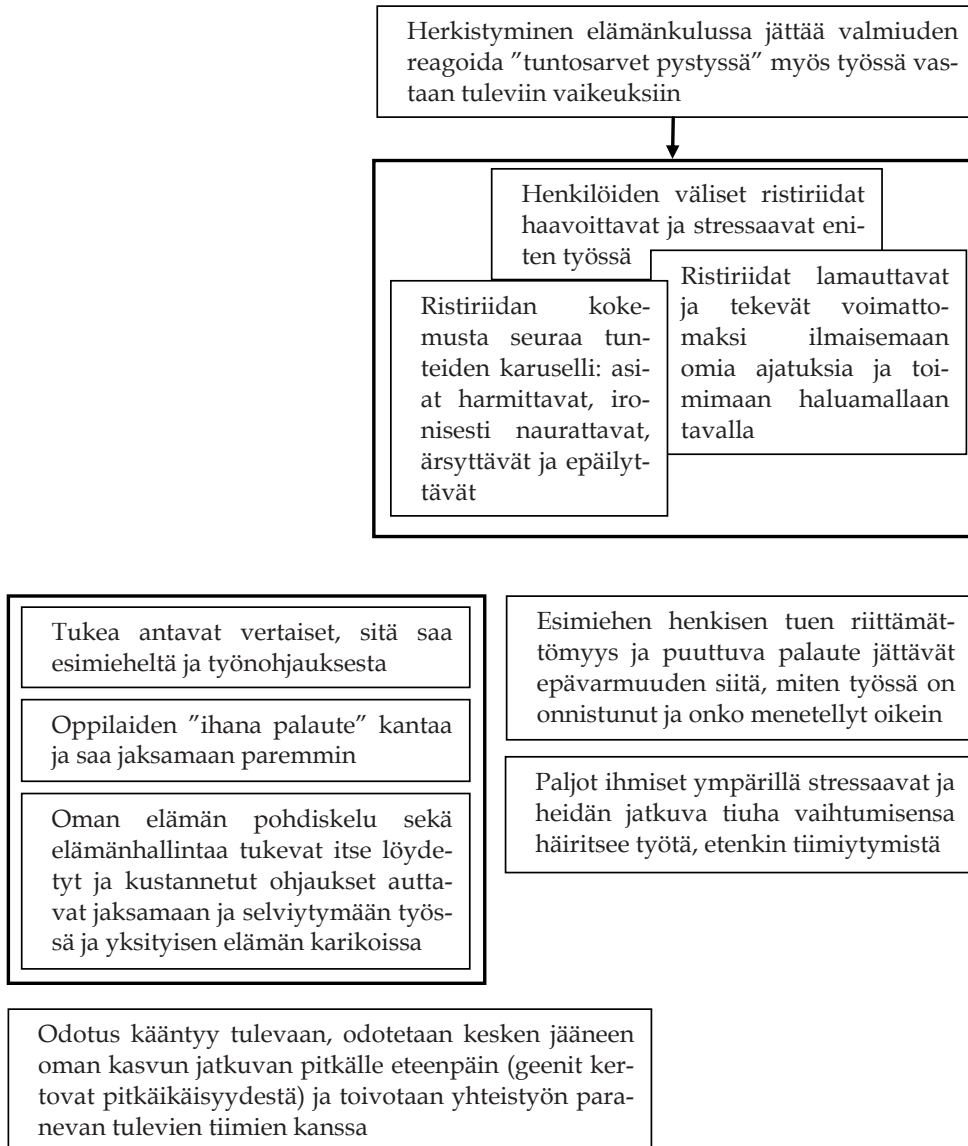 Herkistyminen elämänkulussa jättää valmiuden
reagoida ”tuntosarvet pystyssä” myös työssä vas-
taan tuleviin vaikeuksiin
Henkilöiden väliset ristiriidat
haavoittavat ja stressaavat eni-
ten työssä
Ristiriidat lamauttavat
ja tekevät voimatto-
maksi ilmaisemaan
omia ajatuksia ja toi-
mimaan haluamallaan
tavalla
Ristiriidan koke-
musta seuraa tun-
teiden karuselli: asi-
at harmittavat, iro-
nisesti naurattavat,
ärsyttävät ja epäilyt-
tävät
Tukea antavat vertaiset, sitä saa
esimieheltä ja työnohjauksesta
Oppilaiden ”ihana palaute” kantaa
ja saa jaksamaan paremmin
Oman elämän pohdiskelu sekä
elämänhallintaa tukevat itse löyde-
tyt ja kustannetut ohjaukset autta-
vat jaksamaan ja selviytymään työs-
sä ja yksityisen elämän karikoissa
Esimiehen henkisen tuen riittämät-
tömyys ja puuttuva palaute jättävät
epävarmuuden siitä, miten työssä on
onnistunut ja onko menetellyt oikein
Paljot ihmiset ympärillä stressaavat ja
heidän jatkuva tiuha vaihtumisensa
häiritsee työtä, etenkin tiimiytymistä
Odotus kääntyy tulevaan, odotetaan kesken jääneen
oman kasvun jatkuvan pitkälle eteenpäin (geenit ker-
tovat pitkäikäisyydestä) ja toivotaan yhteistyön para-
nevan tulevien tiimien kanssa